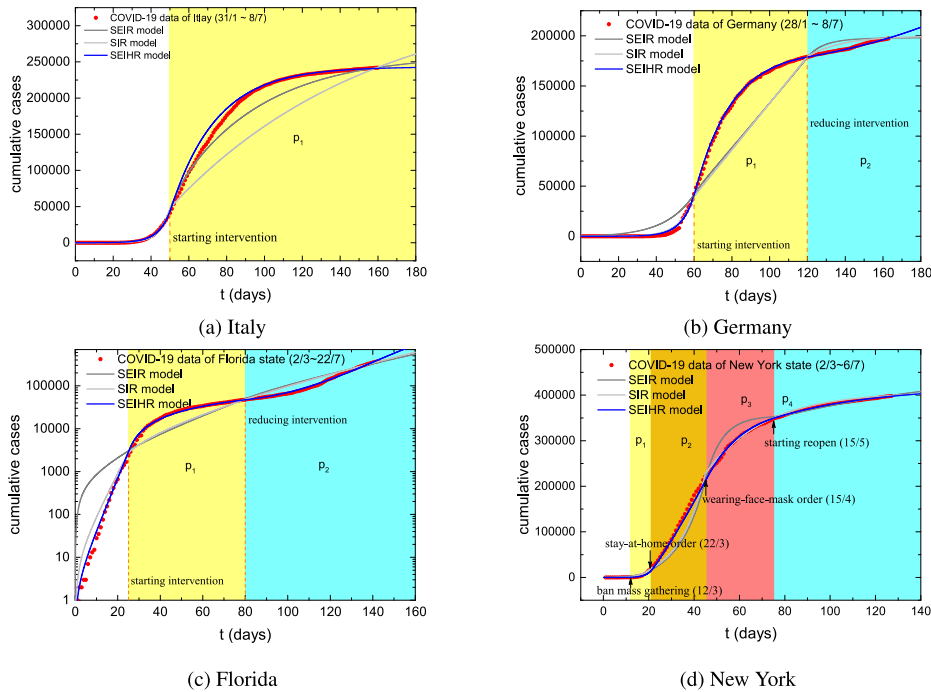 COVID-19 data of Itlay (31/1 ~ 8/7)
SEIR model
SIR model
SEIHR model
300000
250000
200000
150000
100000
50000
0
cumulative cases
p1
starting intervention
0 20 40 60 80 100 120 140 160 180
t (days)
(a) Italy
COVID-19 data of Germany (28/1 ~ 8/7)
SEIR model
SIR model
SEIHR model
200000
150000
100000
50000
0
cumulative cases
reducing intervention
p1
p2
starting intervention
0 20 40 60 80 100 120 140 160 180
t (days)
(b) Germany
COVID-19 data of Florida state (2/3~22/7)
SEIR model
SIR model
SEIHR model
100000
10000
1000
100
10
1
cumulative cases
reducing intervention
p1
p2
starting intervention
0 20 40 60 80 100 120 140 160
t (days)
(c) Florida
COVID-19 data of New York state (2/3~6/7)
SEIR model
SIR model
SEIHR model
500000
400000
300000
200000
100000
0
cumulative cases
p1
p2
p3
p4
starting reopen (15/5)
wearing-face-mask order (15/4)
stay-at-home order (22/3)
ban mass gathering (12/3)
0 20 40 60 80 100 120 140
t (days)
(d) New York